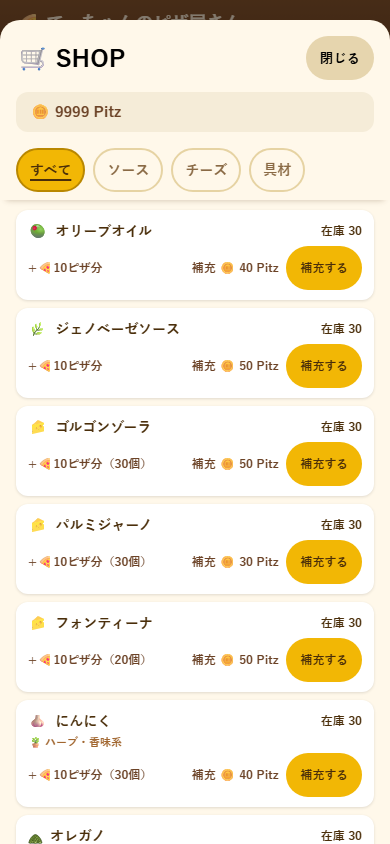 SHOP
閉じる
9999 Pitz
すべて ソース チーズ 具材
オリーブオイル 在庫 30
+ 10ピザ分 補充 40 Pitz 補充する
ジェノベーゼソース 在庫 30
+ 10ピザ分 補充 40 Pitz 補充する
ゴルゴンゾーラ 在庫 30
+ 10ピザ分（30個） 補充 50 Pitz 補充する
パルミジャーノ 在庫 30
+ 10ピザ分（30個） 補充 30 Pitz 補充する
フォンティーナ 在庫 30
+ 10ピザ分（20個） 補充 50 Pitz 補充する
にんにく 在庫 30
ハーブ・香味系
+ 10ピザ分（30個） 補充 40 Pitz 補充する
オレガノ 在庫 30